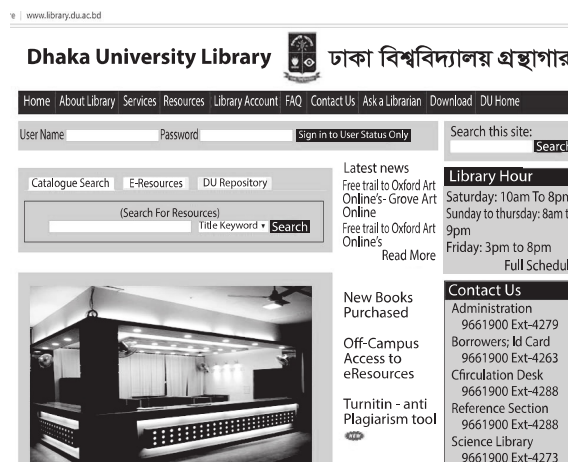 www.library.du.ac.bd
Dhaka University Library
ঢাকা বিশ্ববিদ্যালয় গ্রন্থাগার
Home About Library Services Resources Library Account FAQ Contact Us Ask a Librarian Download DU Home
User Name Password Sign in to User Status Only
Search this site:
Search
Catalogue Search E-Resources DU Repository
(Search For Resources)
Title Keyword Search
Latest news
Free trail to Oxford Art
Online's- Grove Art
Online
Free trail to Oxford Art
Online's
Read More
New Books
Purchased
Off-Campus
Access to
eResources
Turnitin - anti
Plagiarism tool
NEW
Library Hour
Saturday: 10am To 8pm
Sunday to thursday: 8am t
9pm
Friday: 3pm to 8pm
Full Schedul
Contact Us
Administration
9661900 Ext-4279
Borrowers; Id Card
9661900 Ext-4263
Cfirculation Desk
9661900 Ext-4288
Reference Section
9661900 Ext-4288
Science Library
9661900 Ext-4273